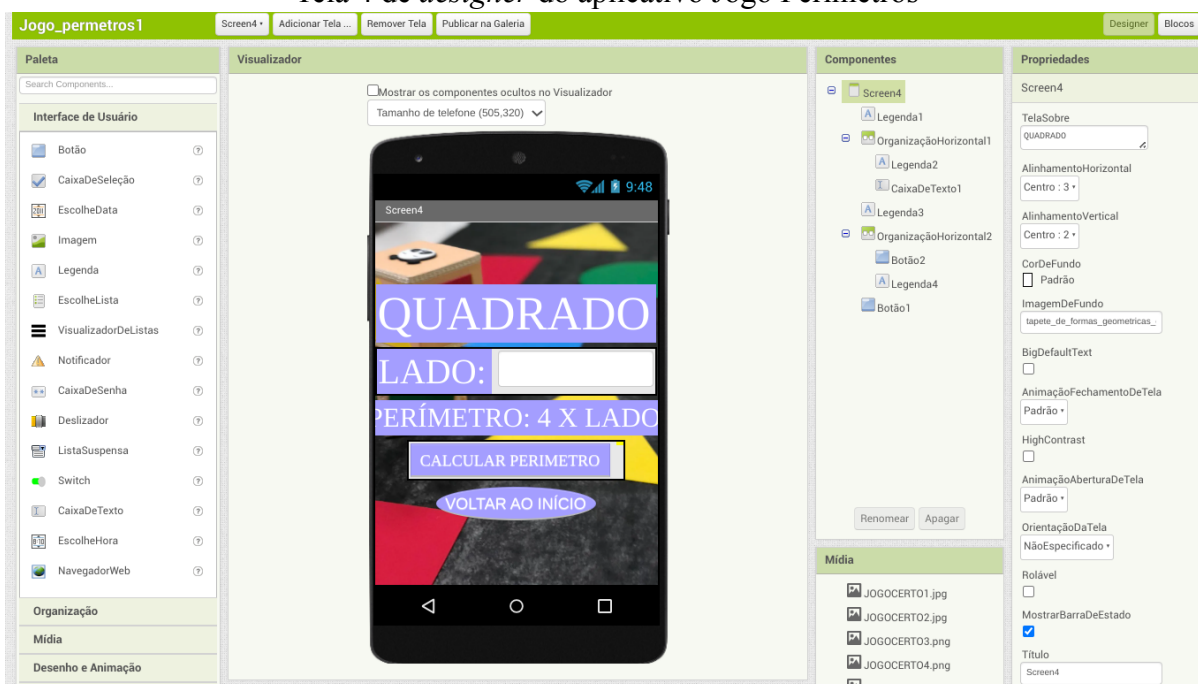 Tela 4 de designer do aplicativo Jogo Perímetros
Jogo_permetros1
Screen4
Adicionar Tela ...
Remover Tela
Publicar na Galeria
Designer
Blocos
Paleta
Search Components...
Interface de Usuário
Botão
CaixaDeSeleção
EscolheData
Imagem
Legenda
EscolheLista
VisualizadorDeListas
Notificador
CaixaDeSenha
Deslizador
ListaSuspensa
Switch
CaixaDeTexto
EscolheHora
NavegadorWeb
Organização
Mídia
Desenho e Animação
Visualizador
Mostrar os componentes ocultos no Visualizador
Tamanho de telefone (505,320)
9:48
Screen4
QUADRADO
LADO:
PERÍMETRO: 4 X LADO
CALCULAR PERIMETRO
VOLTAR AO INÍCIO
Componentes
Screen4
Legenda1
OrganizaçãoHorizontal1
Legenda2
CaixaDeTexto1
Legenda3
OrganizaçãoHorizontal2
Botão2
Legenda4
Botão1
Renomear
Apagar
Mídia
JOGOCERTO1.jpg
JOGOCERTO2.jpg
JOGOCERTO3.png
JOGOCERTO4.png
Propriedades
Screen4
TelaSobre
QUADRADO
AlinhamentoHorizontal
Centro : 3
AlinhamentoVertical
Centro : 2
CorDeFundo
Padrão
ImagemDeFundo
tapete_de_formas_geometricas_
BigDefaultText
AnimaçãoFechamentoDeTela
Padrão
HighContrast
AnimaçãoAberturaDeTela
Padrão
OrientaçãoDaTela
NãoEspecificado
Rolável
MostrarBarraDeEstado
Título
Screen4